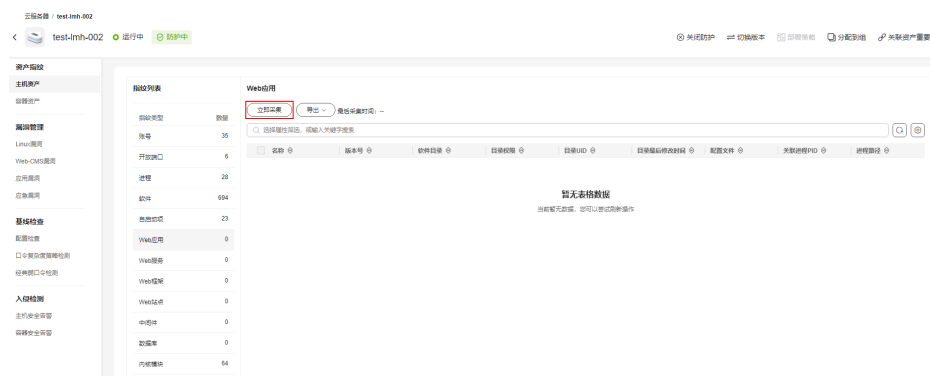 云服务器 / test-lmh-002
test-lmh-002 运行中 防护中 关闭防护 切换版本 部署策略 分配到组 关联资产重要
资产指纹
主机资产
容器资产
漏洞管理
Linux漏洞
Web-CMS漏洞
应用漏洞
应急漏洞
基线检查
配置检查
口令复杂度策略检测
经典弱口令检测
入侵检测
主机安全告警
容器安全告警
指纹列表
指纹类型 数量
账号 35
开放端口 6
进程 28
软件 694
自启动项 23
Web应用 0
Web服务 0
Web框架 0
Web站点 0
中间件 0
数据库 0
内核模块 64
Web应用
立即采集 导出 最后采集时间: --
选择属性筛选，或输入关键字搜索
名称 版本号 软件目录 目录权限 目录UID 目录最后修改时间 配置文件 关联进程PID 进程路径
暂无表格数据
当前暂无数据，您可以尝试刷新操作